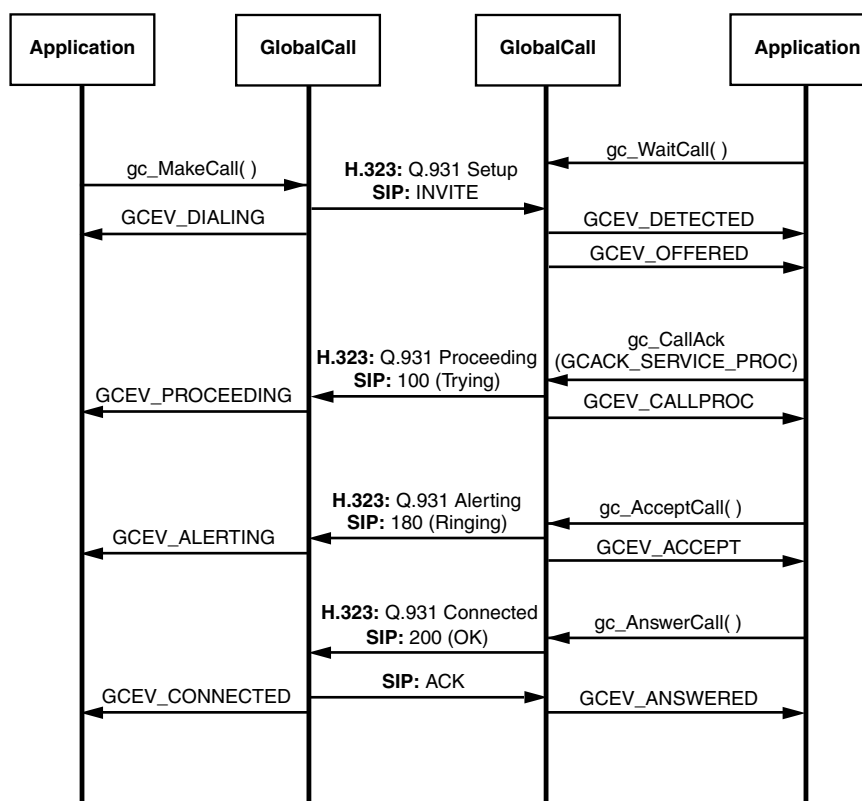 Application
GlobalCall
GlobalCall
Application
gc_WaitCall( )
gc_MakeCall( )
H.323: Q.931 Setup
SIP: INVITE
GCEV_DIALING
GCEV_DETECTED
GCEV_OFFERED
gc_CallAck
(GCACK_SERVICE_PROC)
H.323: Q.931 Proceeding
SIP: 100 (Trying)
GCEV_PROCEEDING
GCEV_CALLPROC
H.323: Q.931 Alerting
SIP: 180 (Ringing)
gc_AcceptCall( )
GCEV_ALERTING
GCEV_ACCEPT
H.323: Q.931 Connected
SIP: 200 (OK)
gc_AnswerCall( )
SIP: ACK
GCEV_CONNECTED
GCEV_ANSWERED